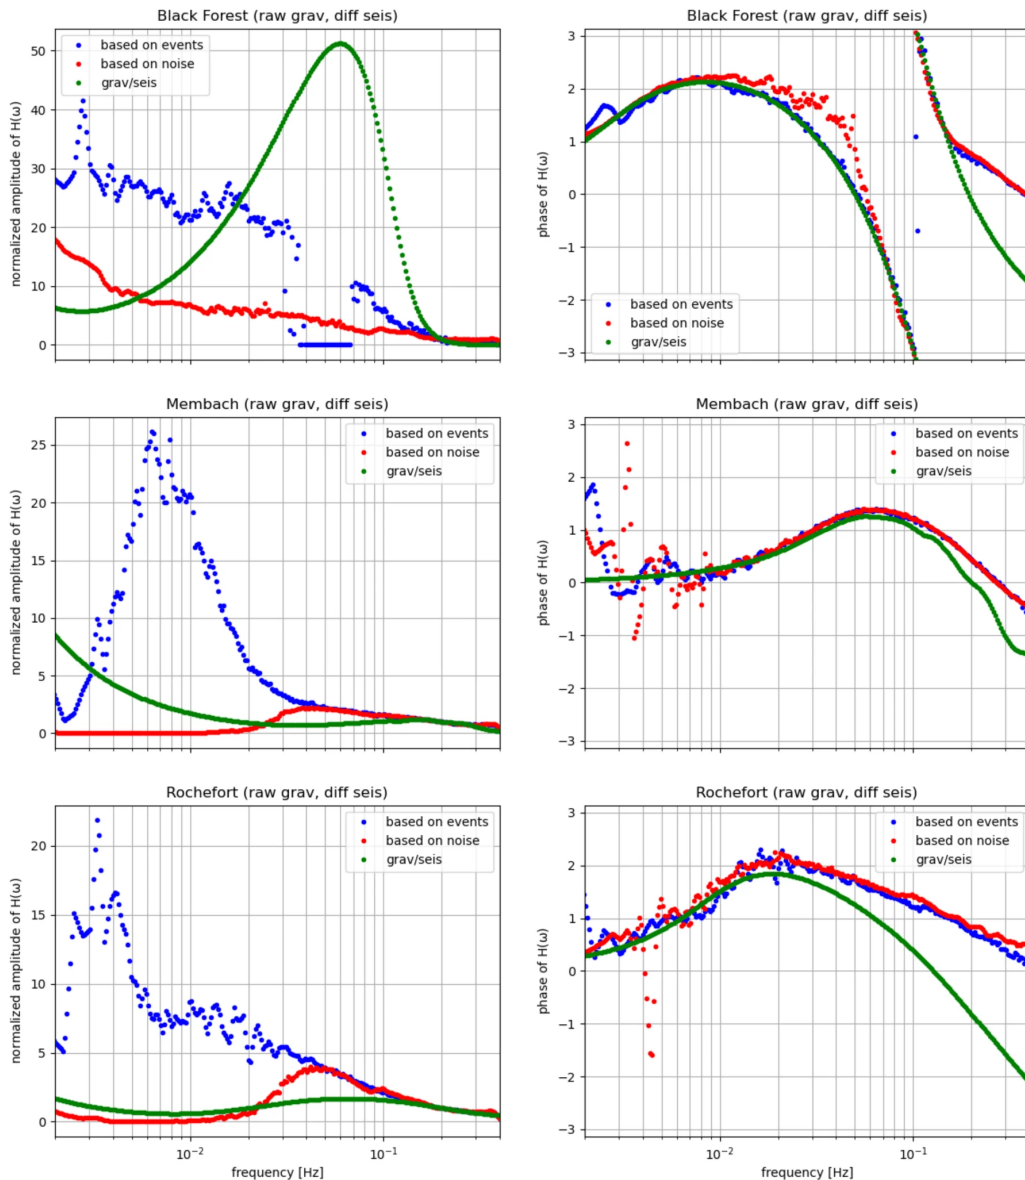 Black Forest (raw grav, diff seis)
normalized amplitude of H(ω)
50
40
30
20
10
0
based on events
based on noise
grav/seis
Black Forest (raw grav, diff seis)
phase of H(ω)
3
2
1
0
−1
−2
−3
based on events
based on noise
grav/seis
Membach (raw grav, diff seis)
normalized amplitude of H(ω)
25
20
15
10
5
0
based on events
based on noise
grav/seis
Membach (raw grav, diff seis)
phase of H(ω)
3
2
1
0
−1
−2
−3
based on events
based on noise
grav/seis
Rochefort (raw grav, diff seis)
normalized amplitude of H(ω)
20
15
10
5
0
based on events
based on noise
grav/seis
10⁻²
10⁻¹
frequency [Hz]
Rochefort (raw grav, diff seis)
phase of H(ω)
3
2
1
0
−1
−2
−3
based on events
based on noise
grav/seis
10⁻²
10⁻¹
frequency [Hz]